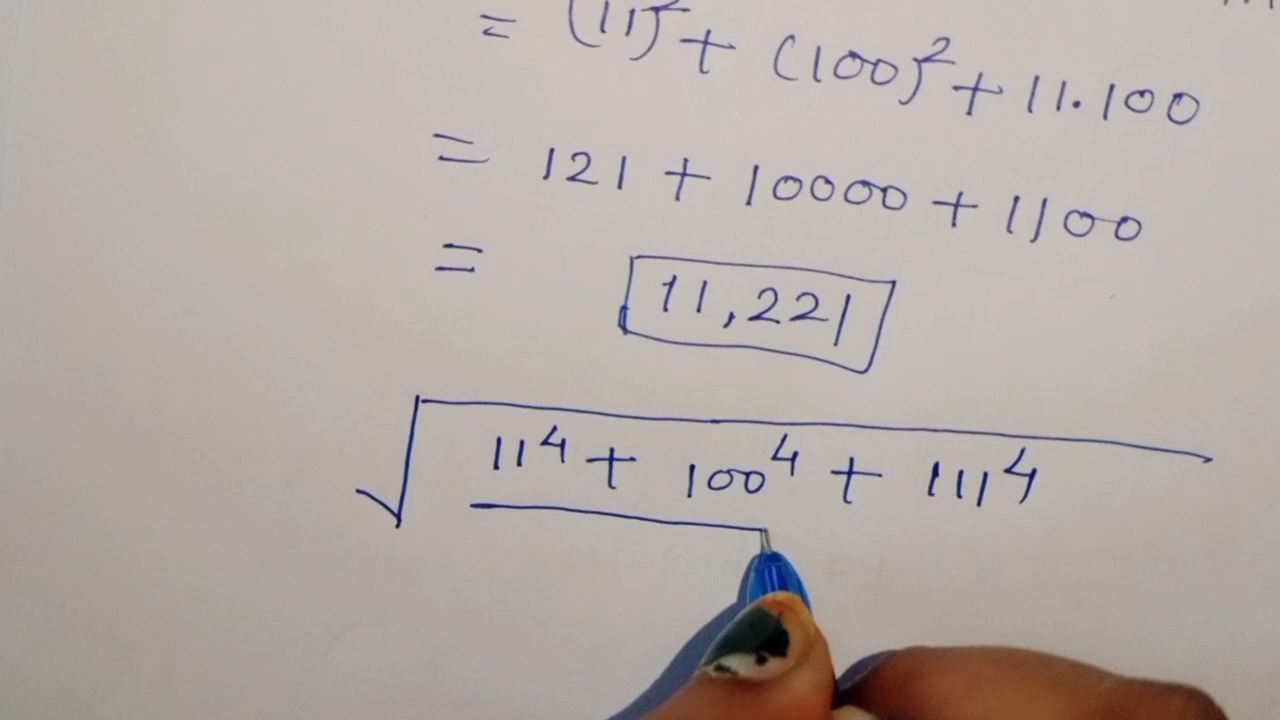 = (11)² + (100)² + 11.100
= 121 + 10000 + 1100
= 11,221
√ 11⁴ + 100⁴ + 111⁴